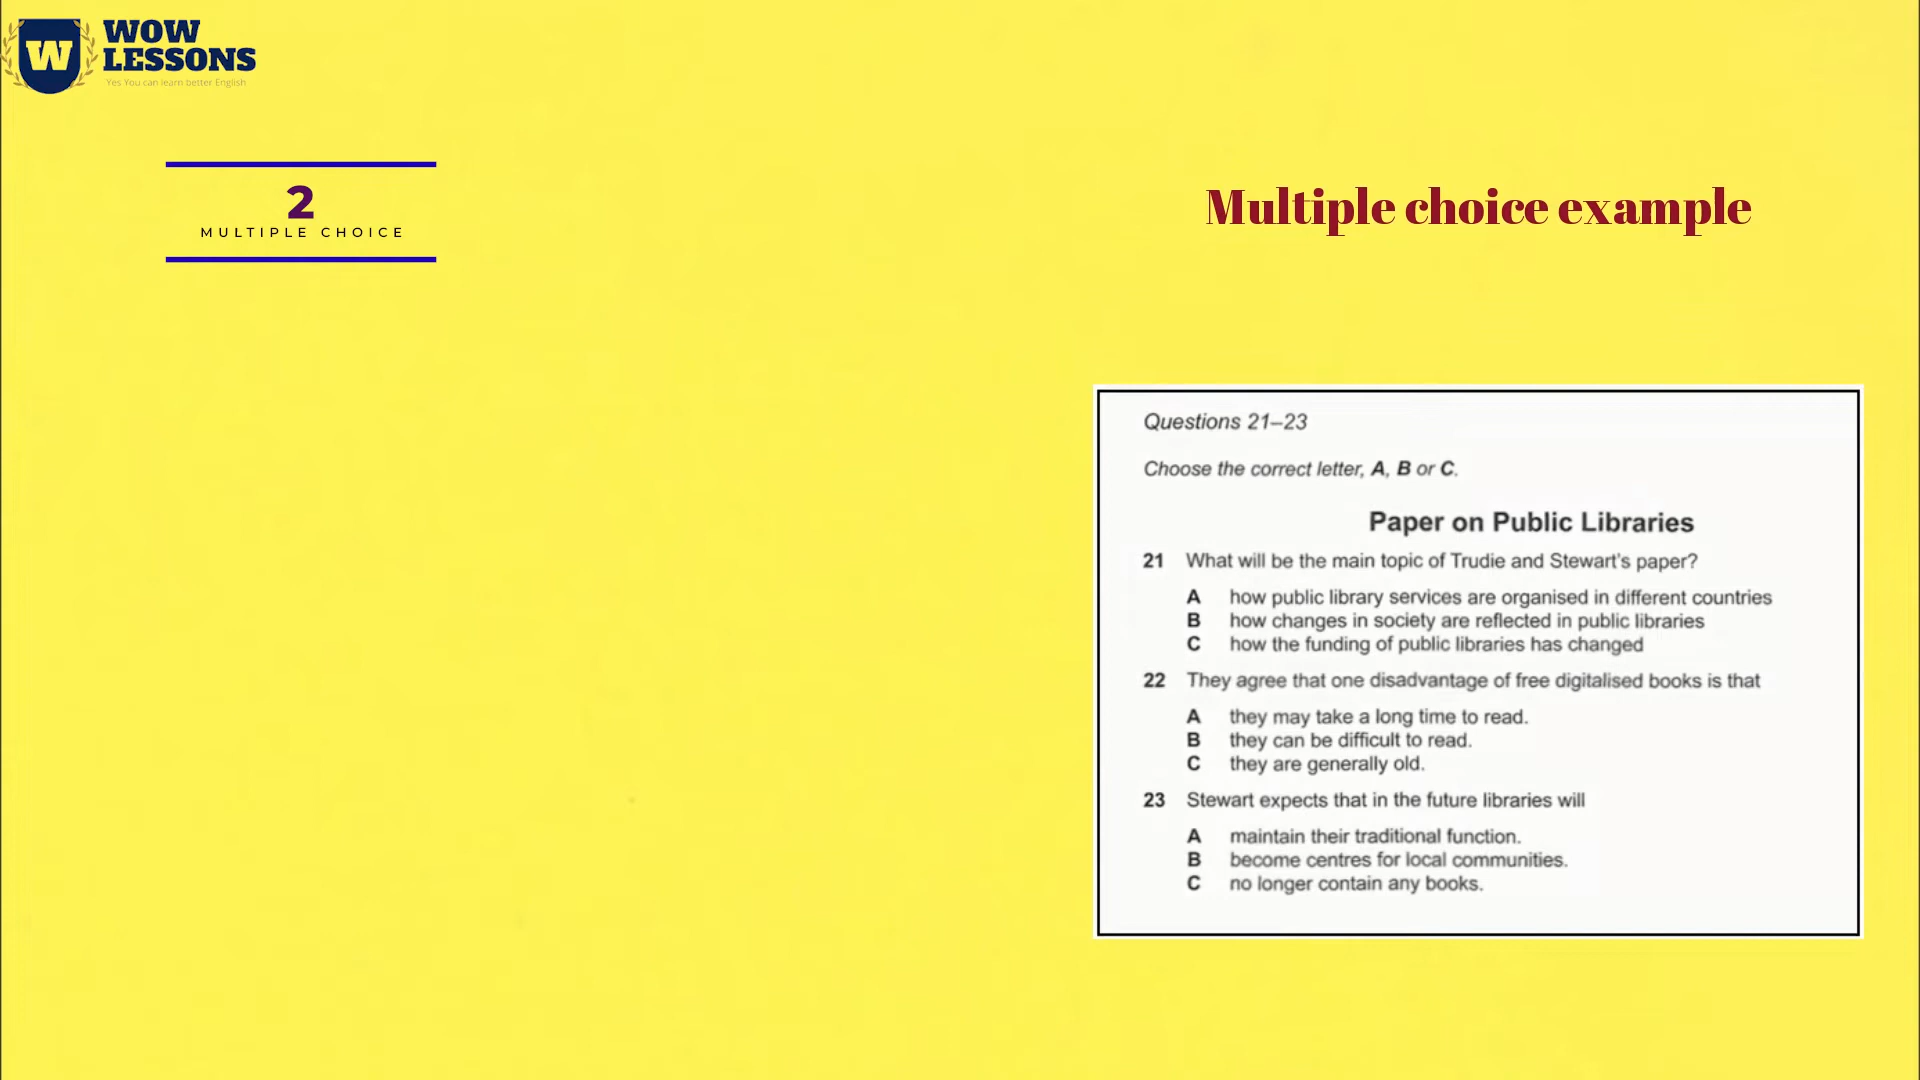 W
WOW
LESSONS
Yes You can learn better English
2
MULTIPLE CHOICE
Multiple choice example
Questions 21–23
Choose the correct letter, A, B or C.
Paper on Public Libraries
21 What will be the main topic of Trudie and Stewart's paper?
A how public library services are organised in different countries
B how changes in society are reflected in public libraries
C how the funding of public libraries has changed
22 They agree that one disadvantage of free digitalised books is that
A they may take a long time to read.
B they can be difficult to read.
C they are generally old.
23 Stewart expects that in the future libraries will
A maintain their traditional function.
B become centres for local communities.
C no longer contain any books.